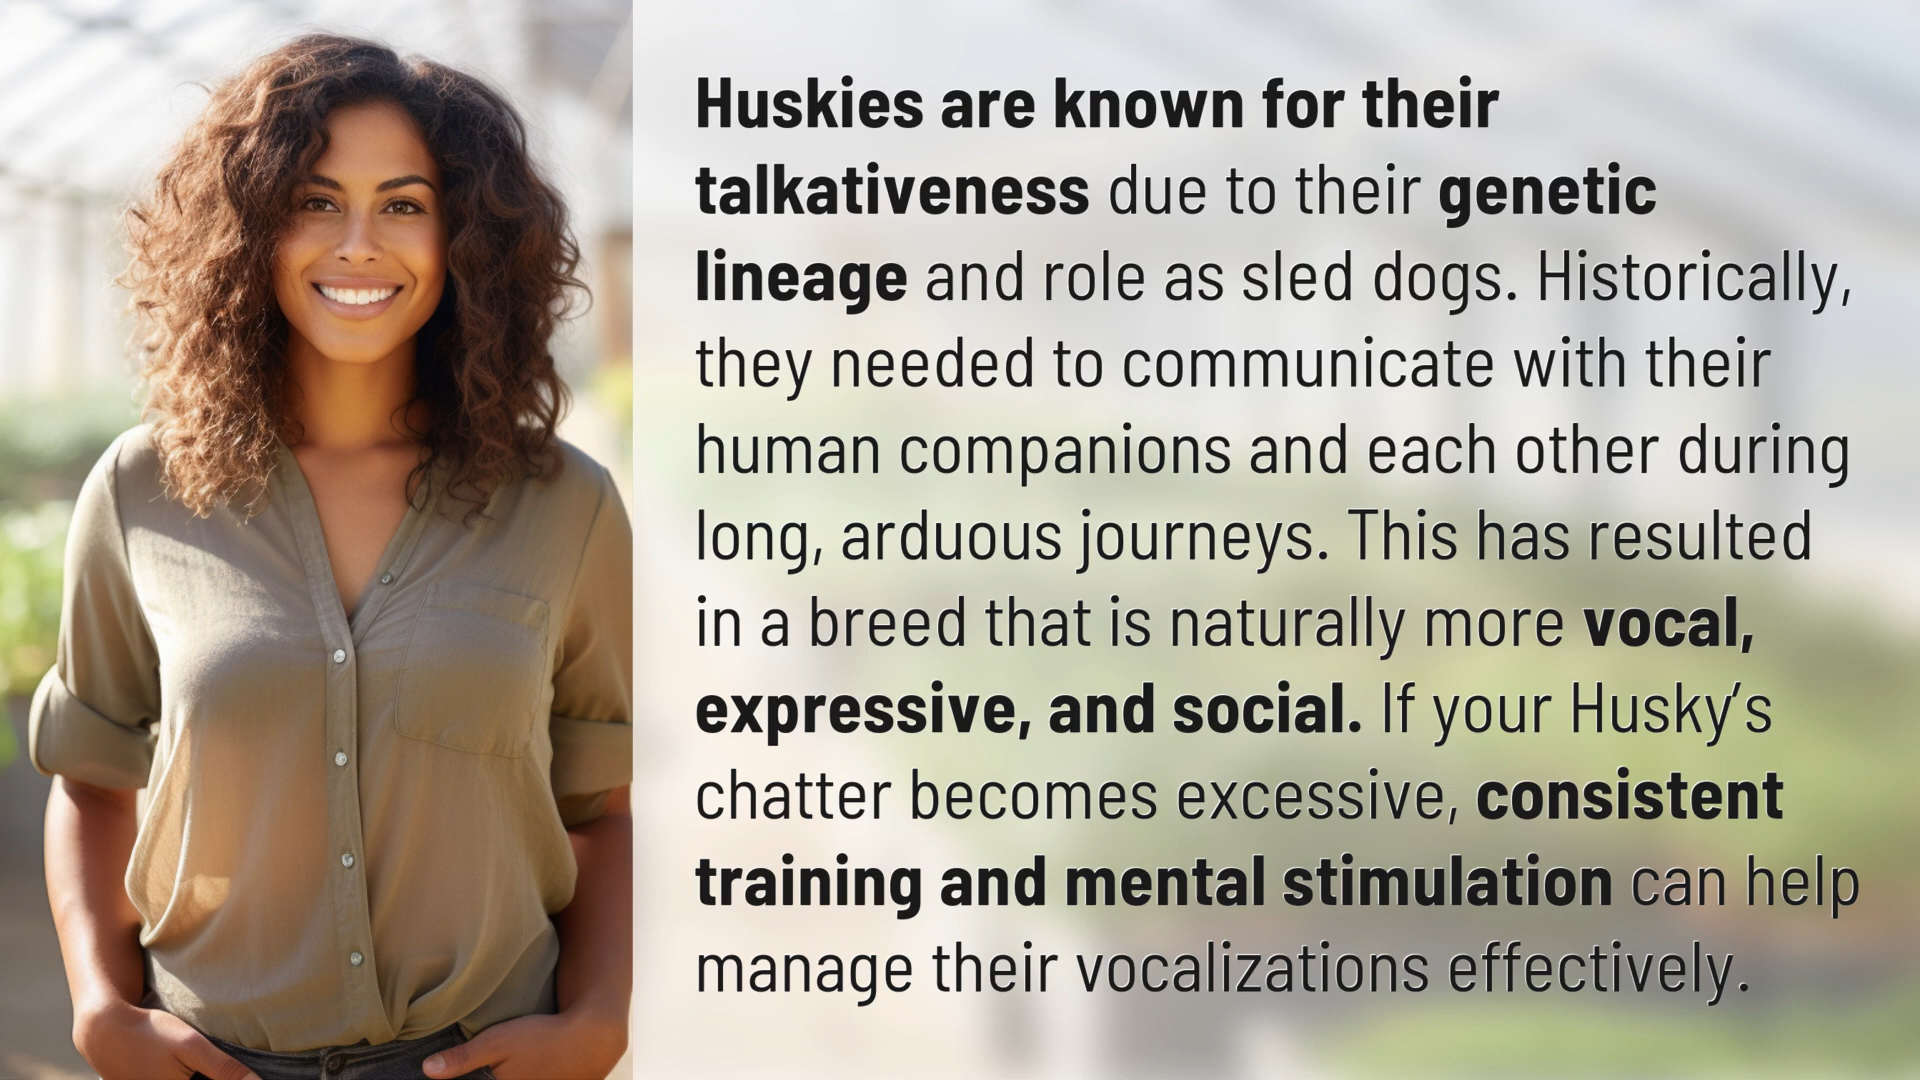 Huskies are known for their
talkativeness due to their genetic
lineage and role as sled dogs. Historically,
they needed to communicate with their
human companions and each other during
long, arduous journeys. This has resulted
in a breed that is naturally more vocal,
expressive, and social. If your Husky’s
chatter becomes excessive, consistent
training and mental stimulation can help
manage their vocalizations effectively.